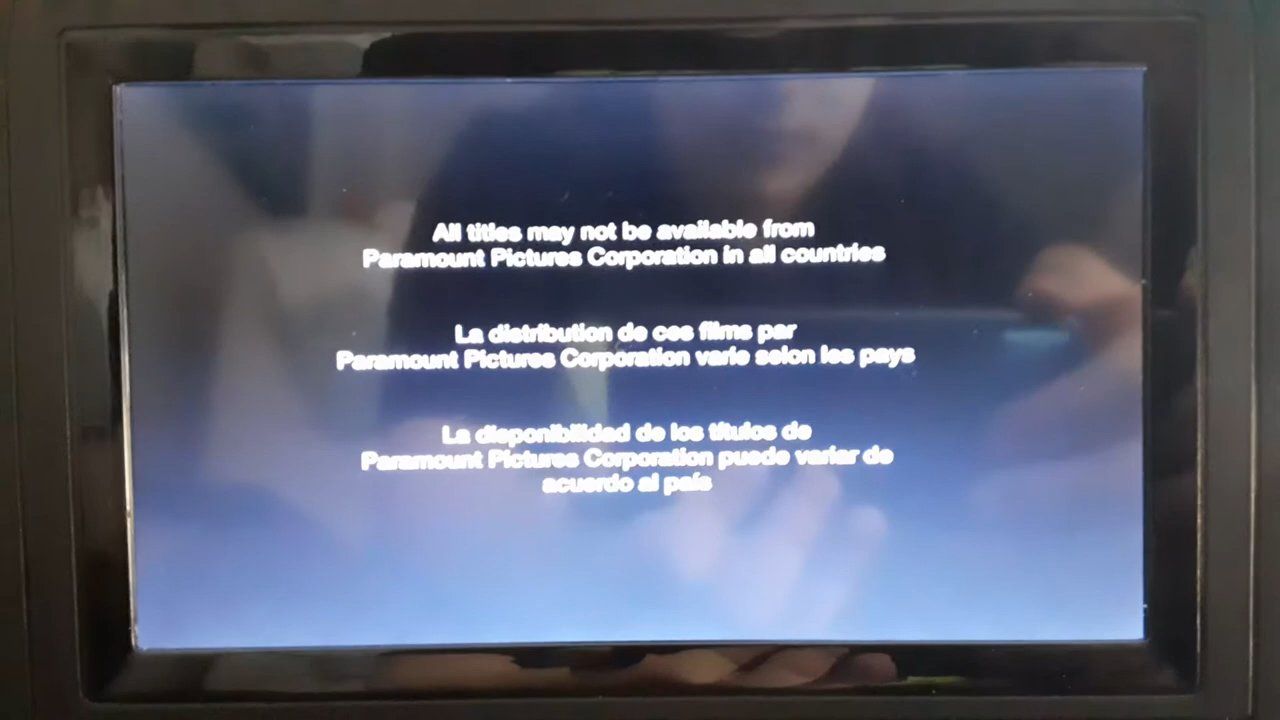 All titles may not be available from
Paramount Pictures Corporation in all countries
La distribution de ces films par
Paramount Pictures Corporation varie selon les pays
La disponibilidad de los títulos de
Paramount Pictures Corporation puede variar de
acuerdo al país